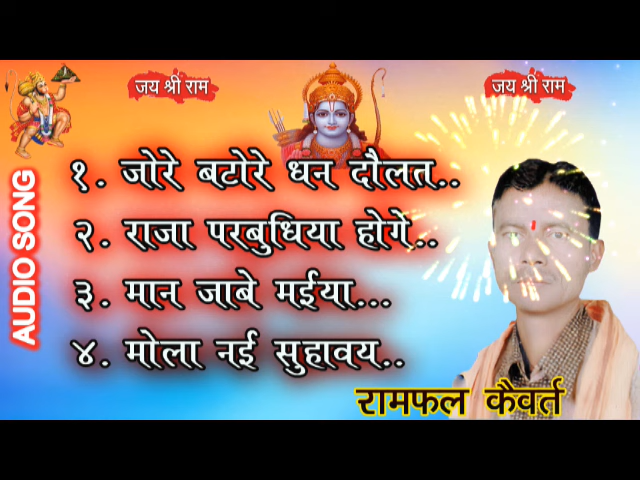 जय श्री राम
जय श्री राम
AUDIO SONG
१. जोरे बटोरे धन दौलत..
२. राजा परबुधिया होगे..
३. मान जाबे मईया...
४. मोला नई सुहावय..
रामफल कैवर्त